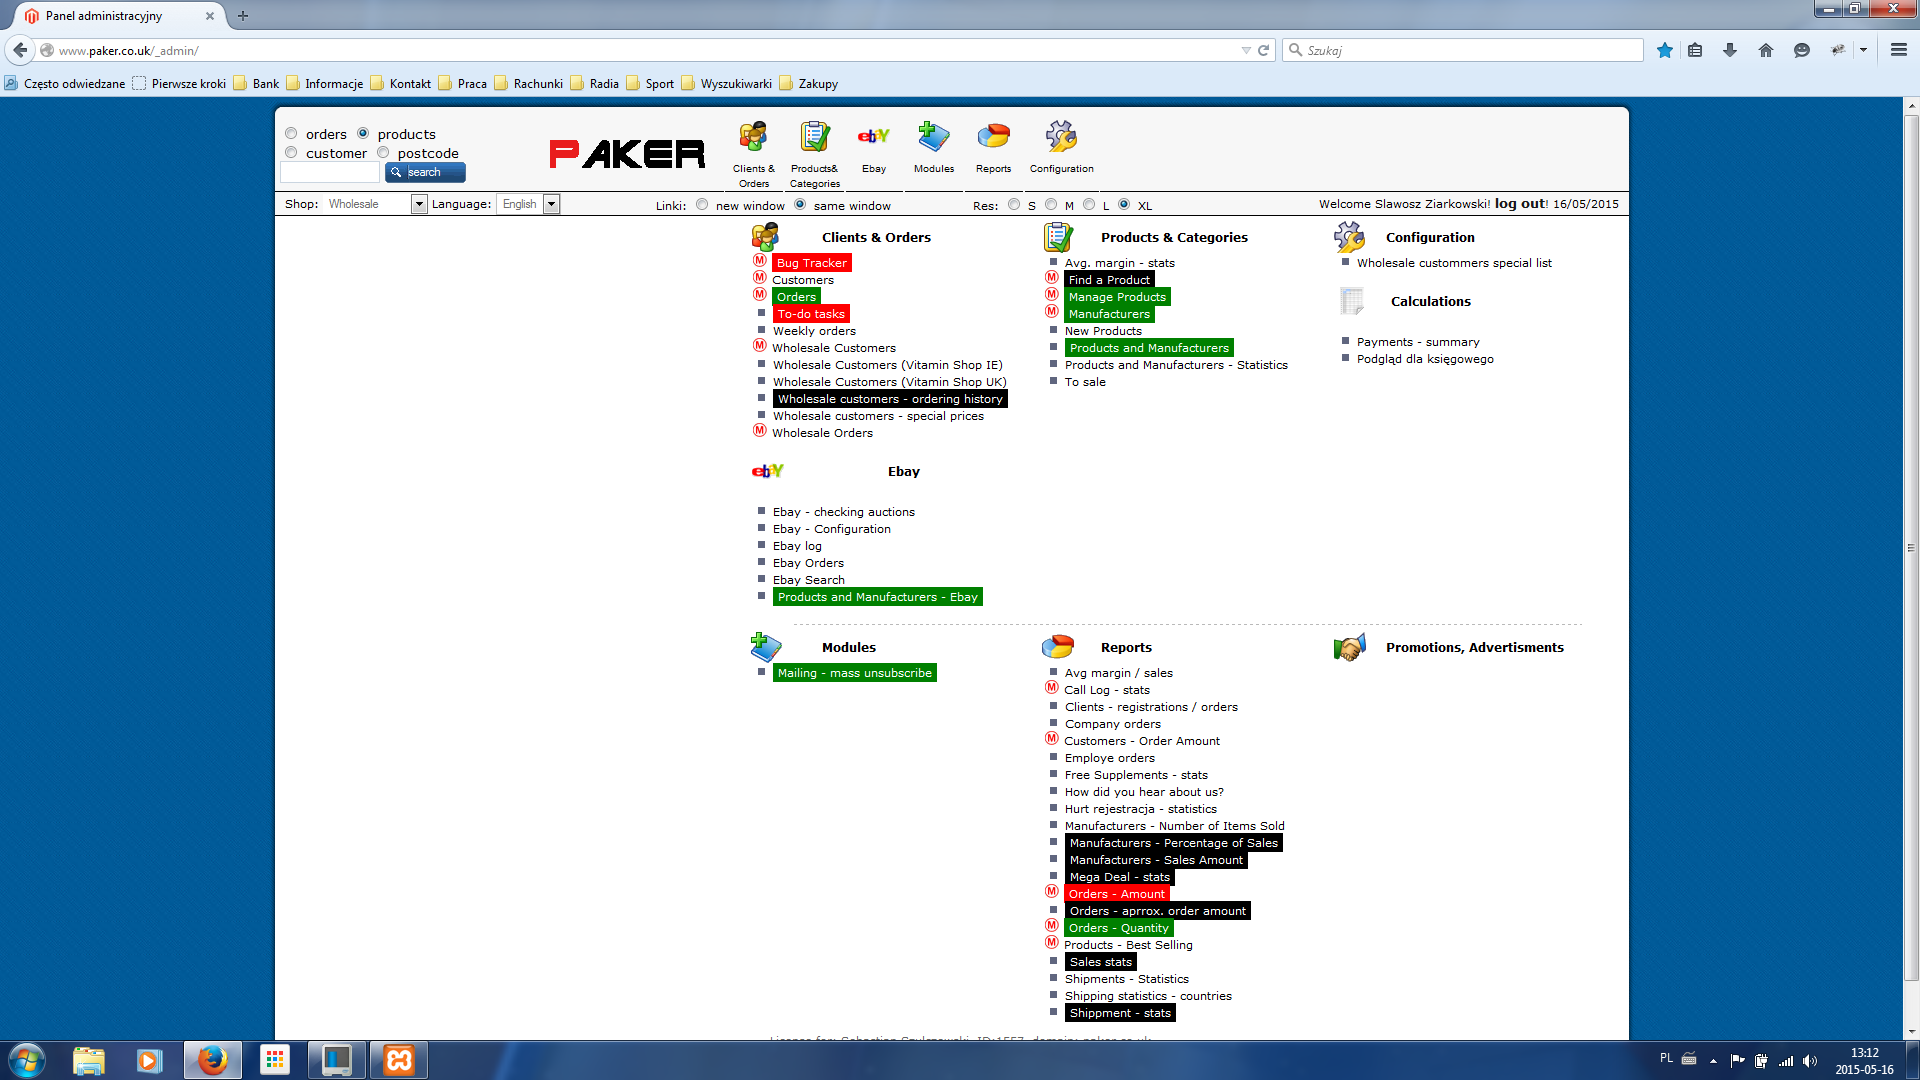 Panel administracyjny
www.paker.co.uk/_admin/
Szukaj
Często odwiedzane Pierwsze kroki Bank Informacje Kontakt Praca Rachunki Radia Sport Wyszukiwarki Zakupy
orders products
customer postcode
search
PAKER
Clients & Orders
Products& Categories
Ebay
Modules
Reports
Configuration
Shop: Wholesale Language: English Linki: new window same window Res: S M L XL Welcome Slawosz Ziarkowski! log out! 16/05/2015
Clients & Orders
Bug Tracker
Customers
Orders
To-do tasks
Weekly orders
Wholesale Customers
Wholesale Customers (Vitamin Shop IE)
Wholesale Customers (Vitamin Shop UK)
Wholesale customers - ordering history
Wholesale customers - special prices
Wholesale Orders
Products & Categories
Avg. margin - stats
Find a Product
Manage Products
Manufacturers
New Products
Products and Manufacturers
Products and Manufacturers - Statistics
To sale
Configuration
Wholesale custommers special list
Calculations
Payments - summary
Podgląd dla księgowego
Ebay
Ebay - checking auctions
Ebay - Configuration
Ebay log
Ebay Orders
Ebay Search
Products and Manufacturers - Ebay
Modules
Mailing - mass unsubscribe
Reports
Avg margin / sales
Call Log - stats
Clients - registrations / orders
Company orders
Customers - Order Amount
Employe orders
Free Supplements - stats
How did you hear about us?
Hurt rejestracja - statistics
Manufacturers - Number of Items Sold
Manufacturers - Percentage of Sales
Manufacturers - Sales Amount
Mega Deal - stats
Orders - Amount
Orders - aprrox. order amount
Orders - Quantity
Products - Best Selling
Sales stats
Shipments - Statistics
Shipping statistics - countries
Shippment - stats
Promotions, Advertisments
PL
13:12
2015-05-16